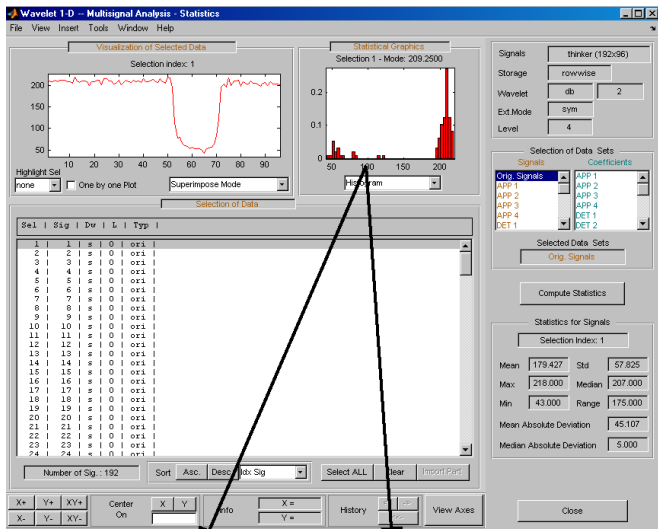 Wavelet 1-D -- Multisignal Analysis - Statistics
File View Insert Tools Window Help
Visualization of Selected Data
Selection index: 1
200
150
100
50
10 20 30 40 50 60 70 80 90
Highlight Sel
none
One by one Plot
Superimpose Mode
Statistical Graphics
Selection 1 - Mode: 209.2500
0.2
0.1
0
50 100 150 200
Histogram
Selection of Data
Sel | Sig | Dw | L | Typ |
1 | 1 | s | 0 | ori |
2 | 2 | s | 0 | ori |
3 | 3 | s | 0 | ori |
4 | 4 | s | 0 | ori |
5 | 5 | s | 0 | ori |
6 | 6 | s | 0 | ori |
7 | 7 | s | 0 | ori |
8 | 8 | s | 0 | ori |
9 | 9 | s | 0 | ori |
10 | 10 | s | 0 | ori |
11 | 11 | s | 0 | ori |
12 | 12 | s | 0 | ori |
13 | 13 | s | 0 | ori |
14 | 14 | s | 0 | ori |
15 | 15 | s | 0 | ori |
16 | 16 | s | 0 | ori |
17 | 17 | s | 0 | ori |
18 | 18 | s | 0 | ori |
19 | 19 | s | 0 | ori |
20 | 20 | s | 0 | ori |
21 | 21 | s | 0 | ori |
22 | 22 | s | 0 | ori |
23 | 23 | s | 0 | ori |
24 | 24 | s | 0 | ori |
Number of Sig.: 192
Sort Asc. Desc. Idx Sig
Select ALL Clear Import Part.
X+ Y+ XY+
X- Y- XY-
Center On X Y
Info X = Y =
History
View Axes
Signals thinker (192x96)
Storage rowwise
Wavelet db 2
Ext.Mode sym
Level 4
Selection of Data Sets
Signals Coefficients
Orig. Signals APP 1
APP 1 APP 2
APP 2 APP 3
APP 3 APP 4
APP 4 DET 1
DET 1 DET 2
Selected Data Sets
Orig. Signals
Compute Statistics
Statistics for Signals
Selection Index: 1
Mean 179.427 Std 57.825
Max 218.000 Median 207.000
Min 43.000 Range 175.000
Mean Absolute Deviation 45.107
Median Absolute Deviation 5.000
Close